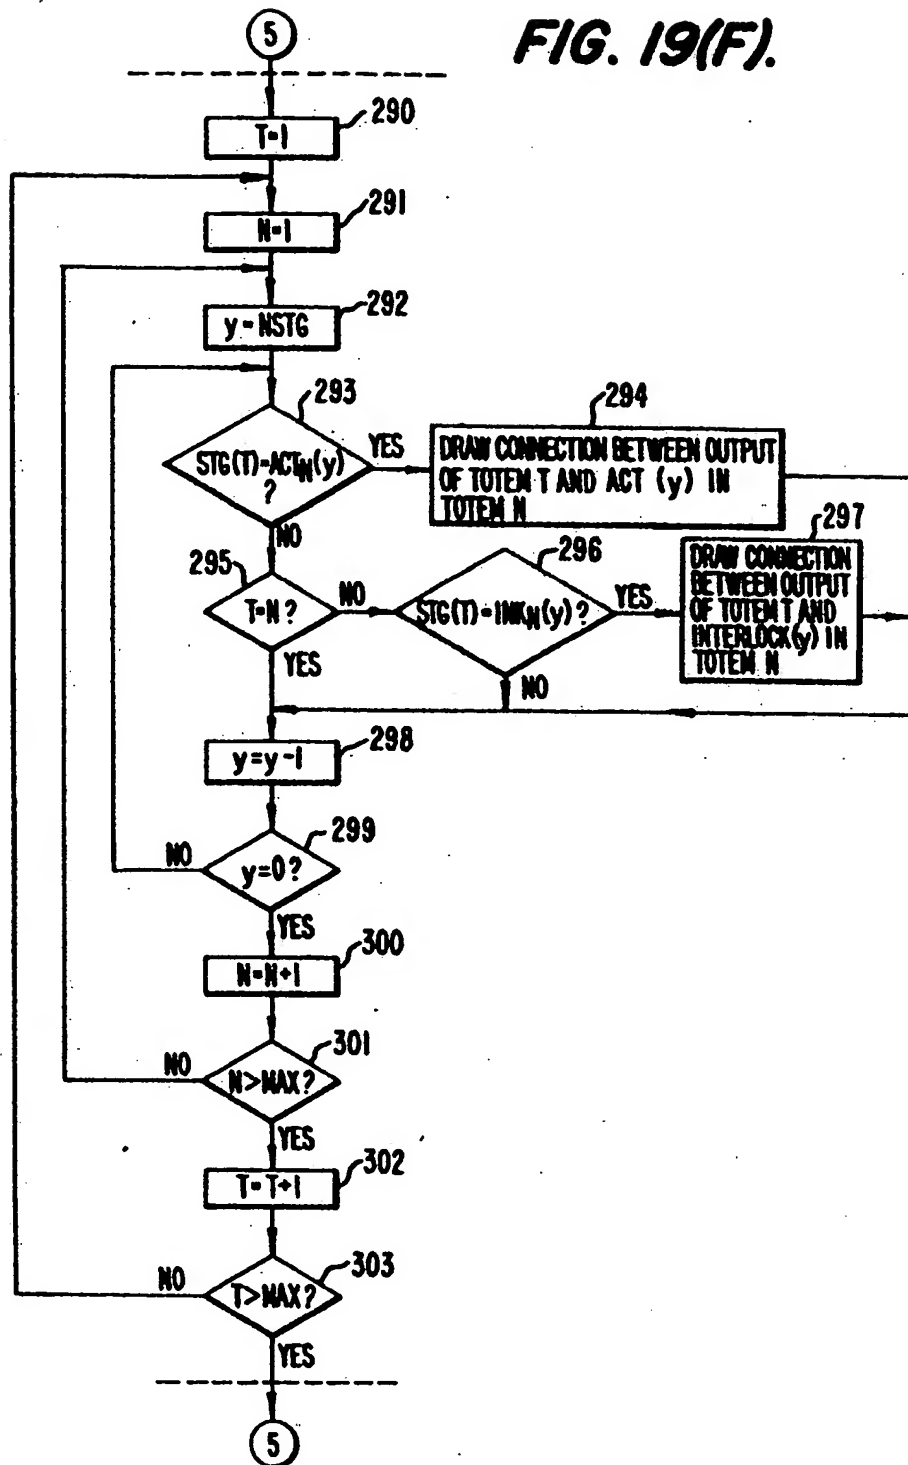 5
FIG. 19(F).
290
T=1
291
N=1
292
y=NSTG
293
STG(T)=ACTN(y)
?
YES
NO
294
DRAW CONNECTION BETWEEN OUTPUT
OF TOTEM T AND ACT (y) IN
TOTEM N
295
T=N?
NO
YES
296
STG(T)=INKN(y)?
YES
NO
297
DRAW CONNECTION
BETWEEN OUTPUT
OF TOTEM T AND
INTERLOCK(y) IN
TOTEM N
298
y=y-1
299
y=0?
NO
YES
300
N=N+1
301
N>MAX?
NO
YES
302
T=T+1
303
T>MAX?
NO
YES
5